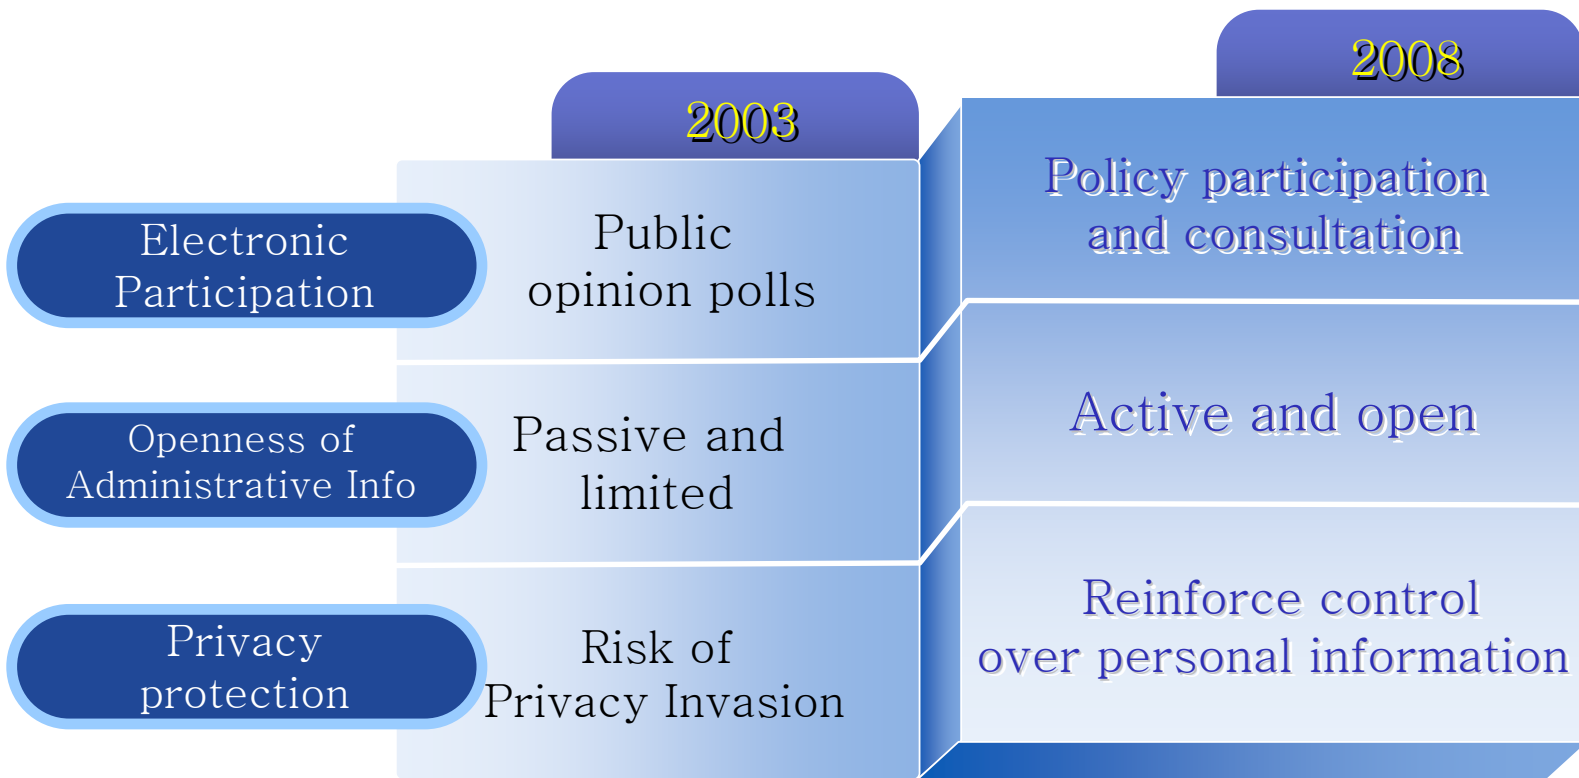 2003
2008
Electronic
Participation
Public
opinion polls
Policy participation
and consultation
Openness of
Administrative Info
Passive and
limited
Active and open
Privacy
protection
Risk of
Privacy Invasion
Reinforce control
over personal information